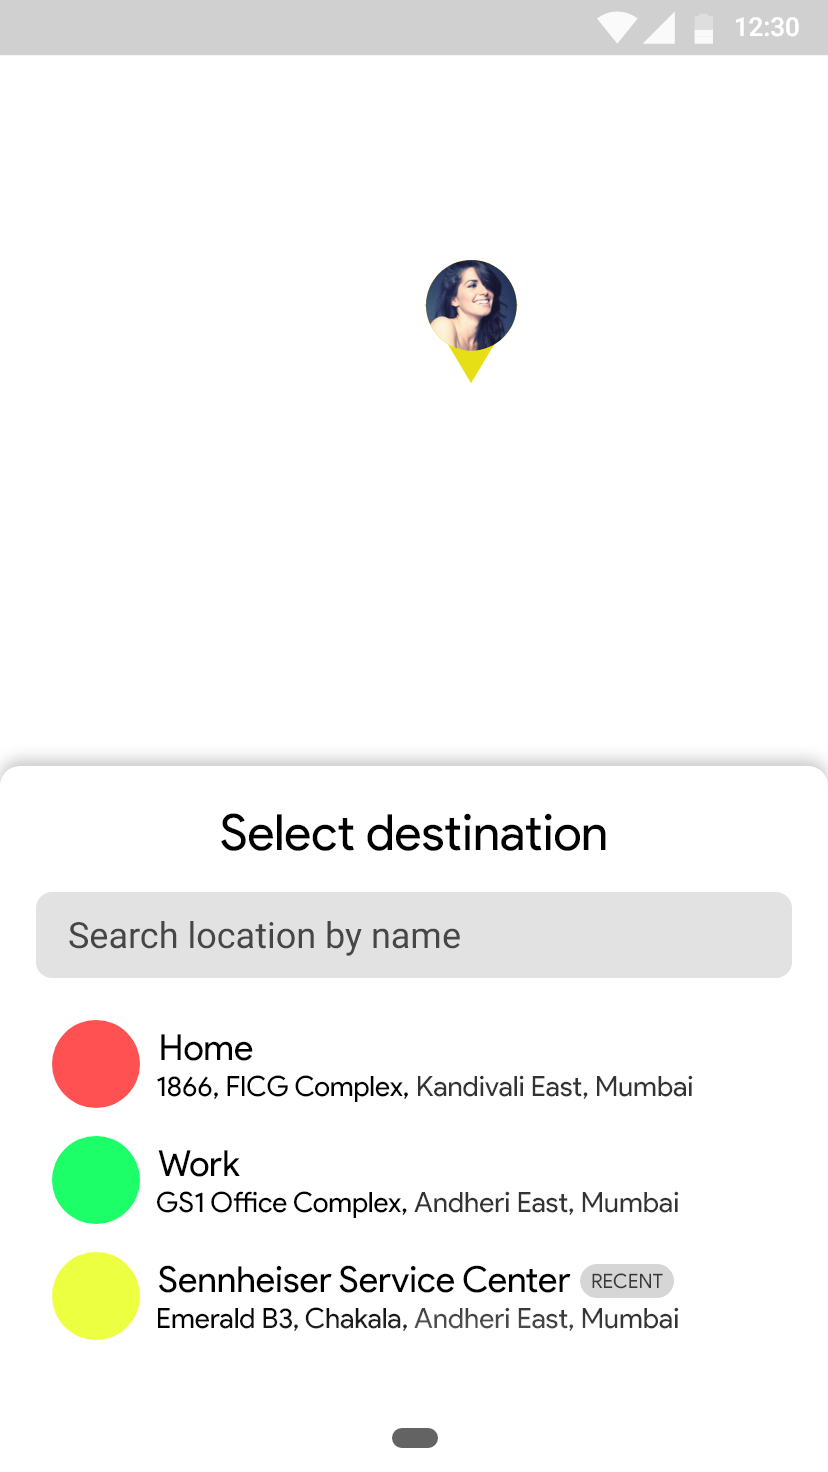 12:30
Select destination
Search location by name
Home
1866, FICG Complex, Kandivali East, Mumbai
Work
GS1 Office Complex, Andheri East, Mumbai
Sennheiser Service Center RECENT
Emerald B3, Chakala, Andheri East, Mumbai